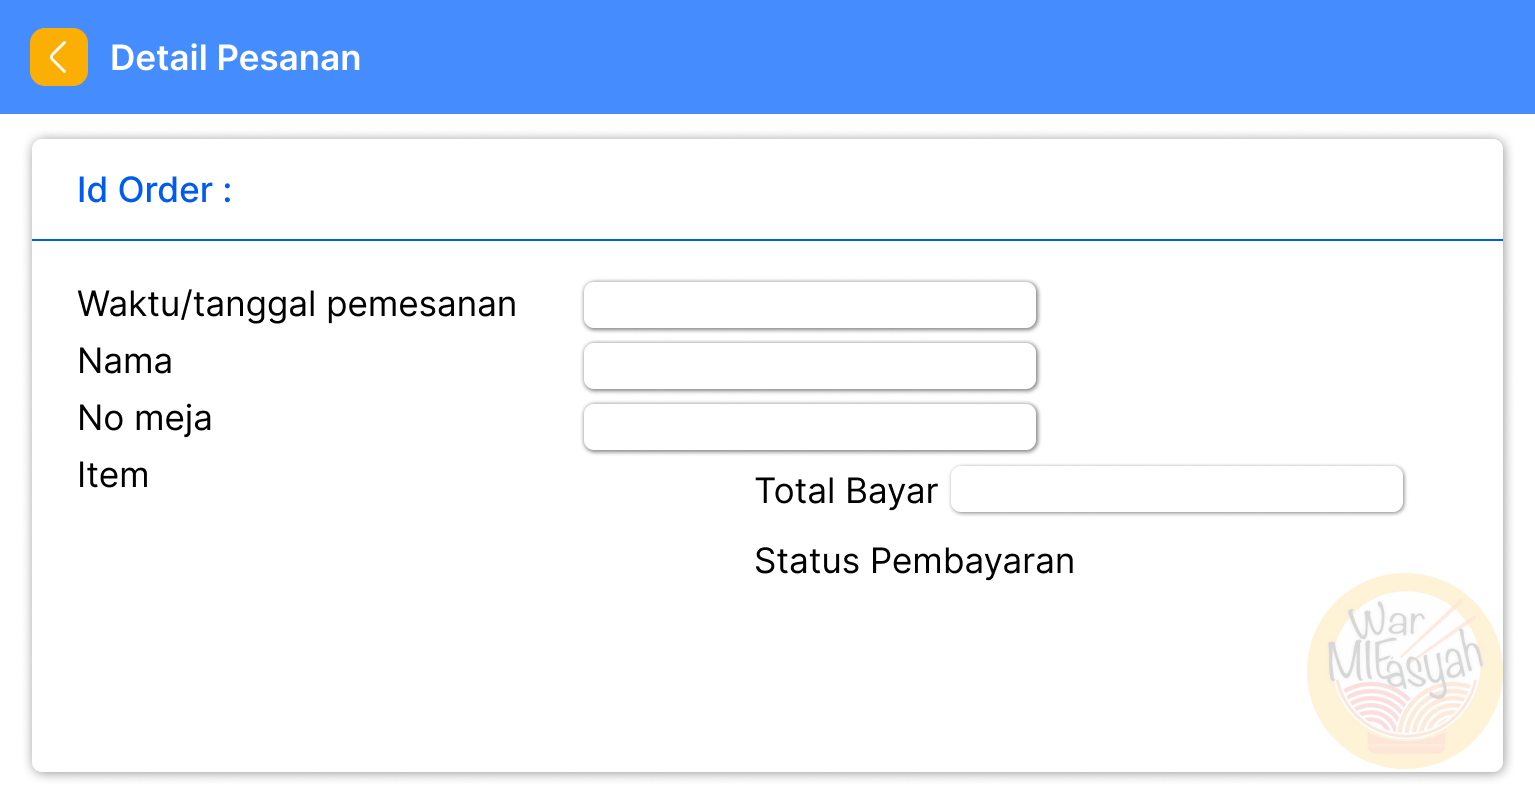 Detail Pesanan
Id Order :
Waktu/tanggal pemesanan
Nama
No meja
Item
Total Bayar
Status Pembayaran
War
MIEasyah